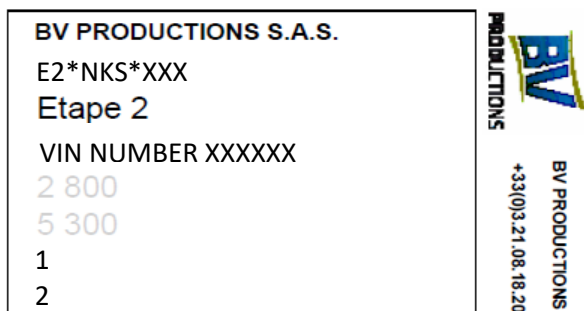 BV PRODUCTIONS S.A.S.
E2*NKS*XXX
Etape 2
VIN NUMBER XXXXXX
2 800
5 300
1
2
BV
PRODUCTIONS
BV PRODUCTIONS
+33(0)3.21.08.18.20